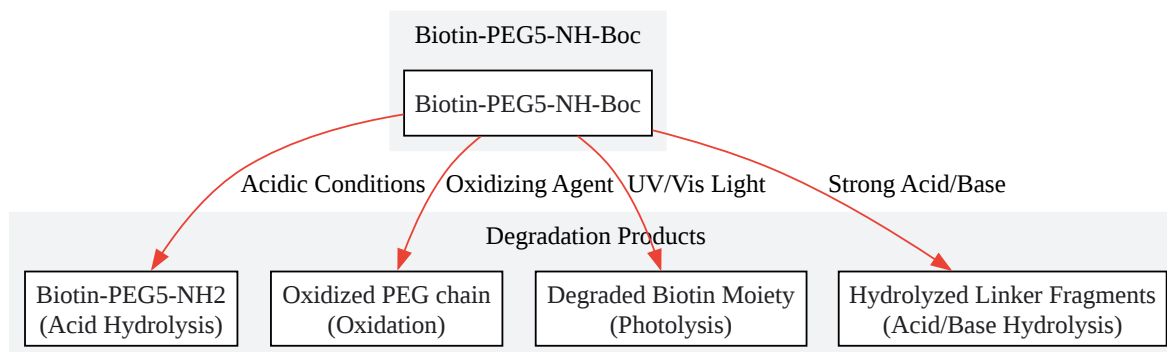 Biotin-PEG5-NH-Boc
Biotin-PEG5-NH-Boc
Acidic Conditions
Oxidizing Agent
UV/Vis Light
Strong Acid/Base
Degradation Products
Biotin-PEG5-NH2
(Acid Hydrolysis)
Oxidized PEG chain
(Oxidation)
Degraded Biotin Moiety
(Photolysis)
Hydrolyzed Linker Fragments
(Acid/Base Hydrolysis)